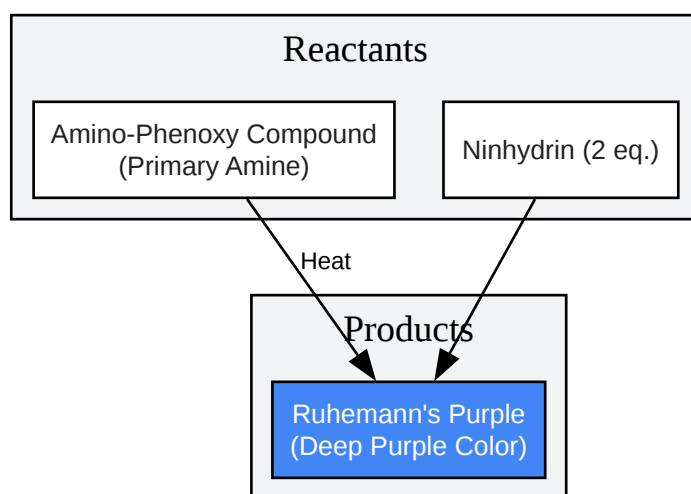 Reactants
Amino-Phenoxy Compound
(Primary Amine)
Ninhydrin (2 eq.)
Heat
Products
Ruhemann's Purple
(Deep Purple Color)